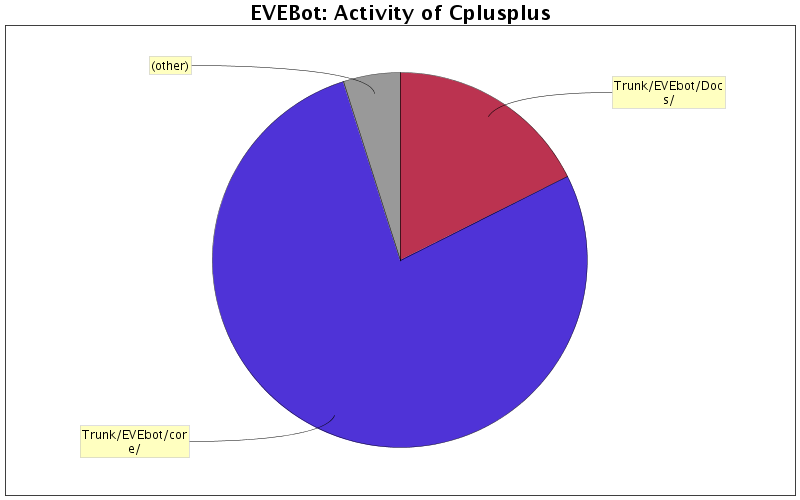 EVEBot: Activity of Cplusplus
(other)
Trunk/EVEbot/Doc
s/
Trunk/EVEbot/cor
e/